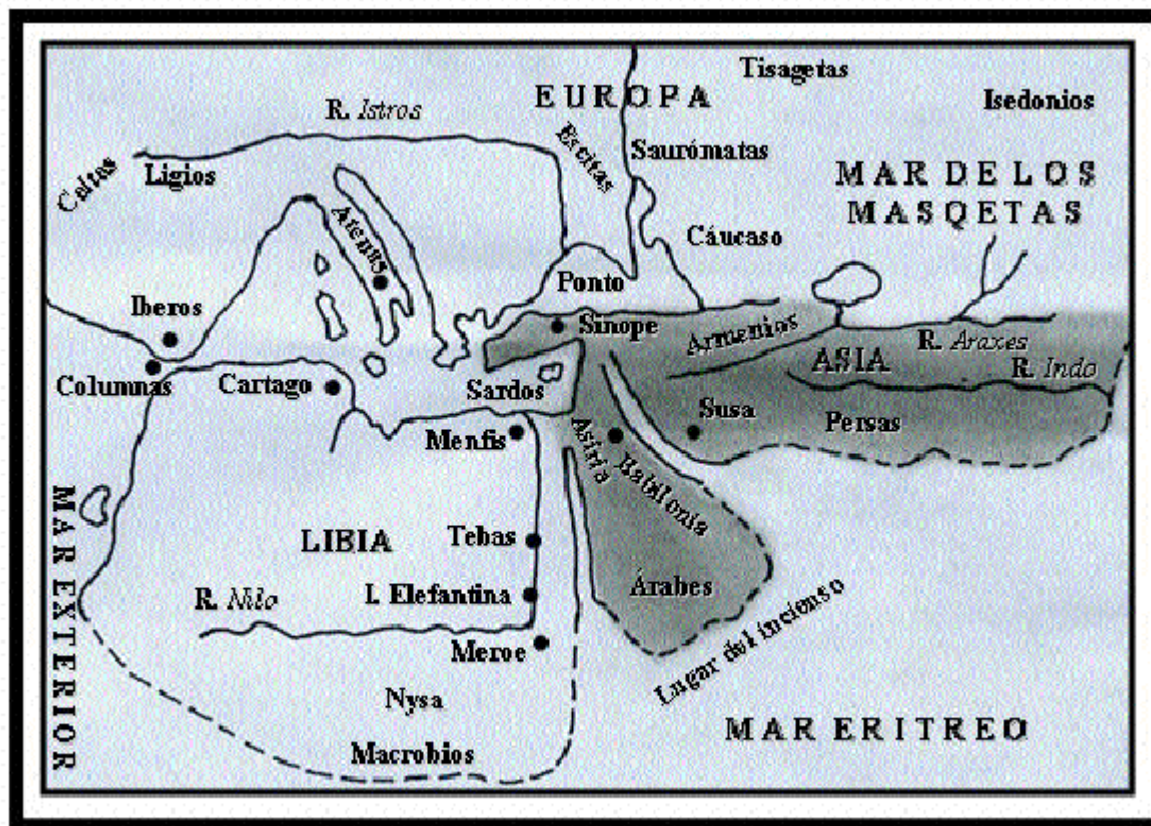 Tisagetas
EUROPA
Isedonios
R. Istros
Escitas
Saurómatas
Caltas
Ligios
MAR DE LOS
MASQETAS
Atenas
Cáucaso
Ponto
Iberos
Sinope
Armenios
R. Araxes
ASIA
R. Indo
Columnas
Cartago
Sardos
Susa
Persas
Menfis
Asiria
Babilonia
MAR EXTERIOR
LIBIA
Tebas
Árabes
R. Nilo
I. Elefantina
Lugar del incienso
Meroe
Nysa
MAR ERITREO
Macrobios